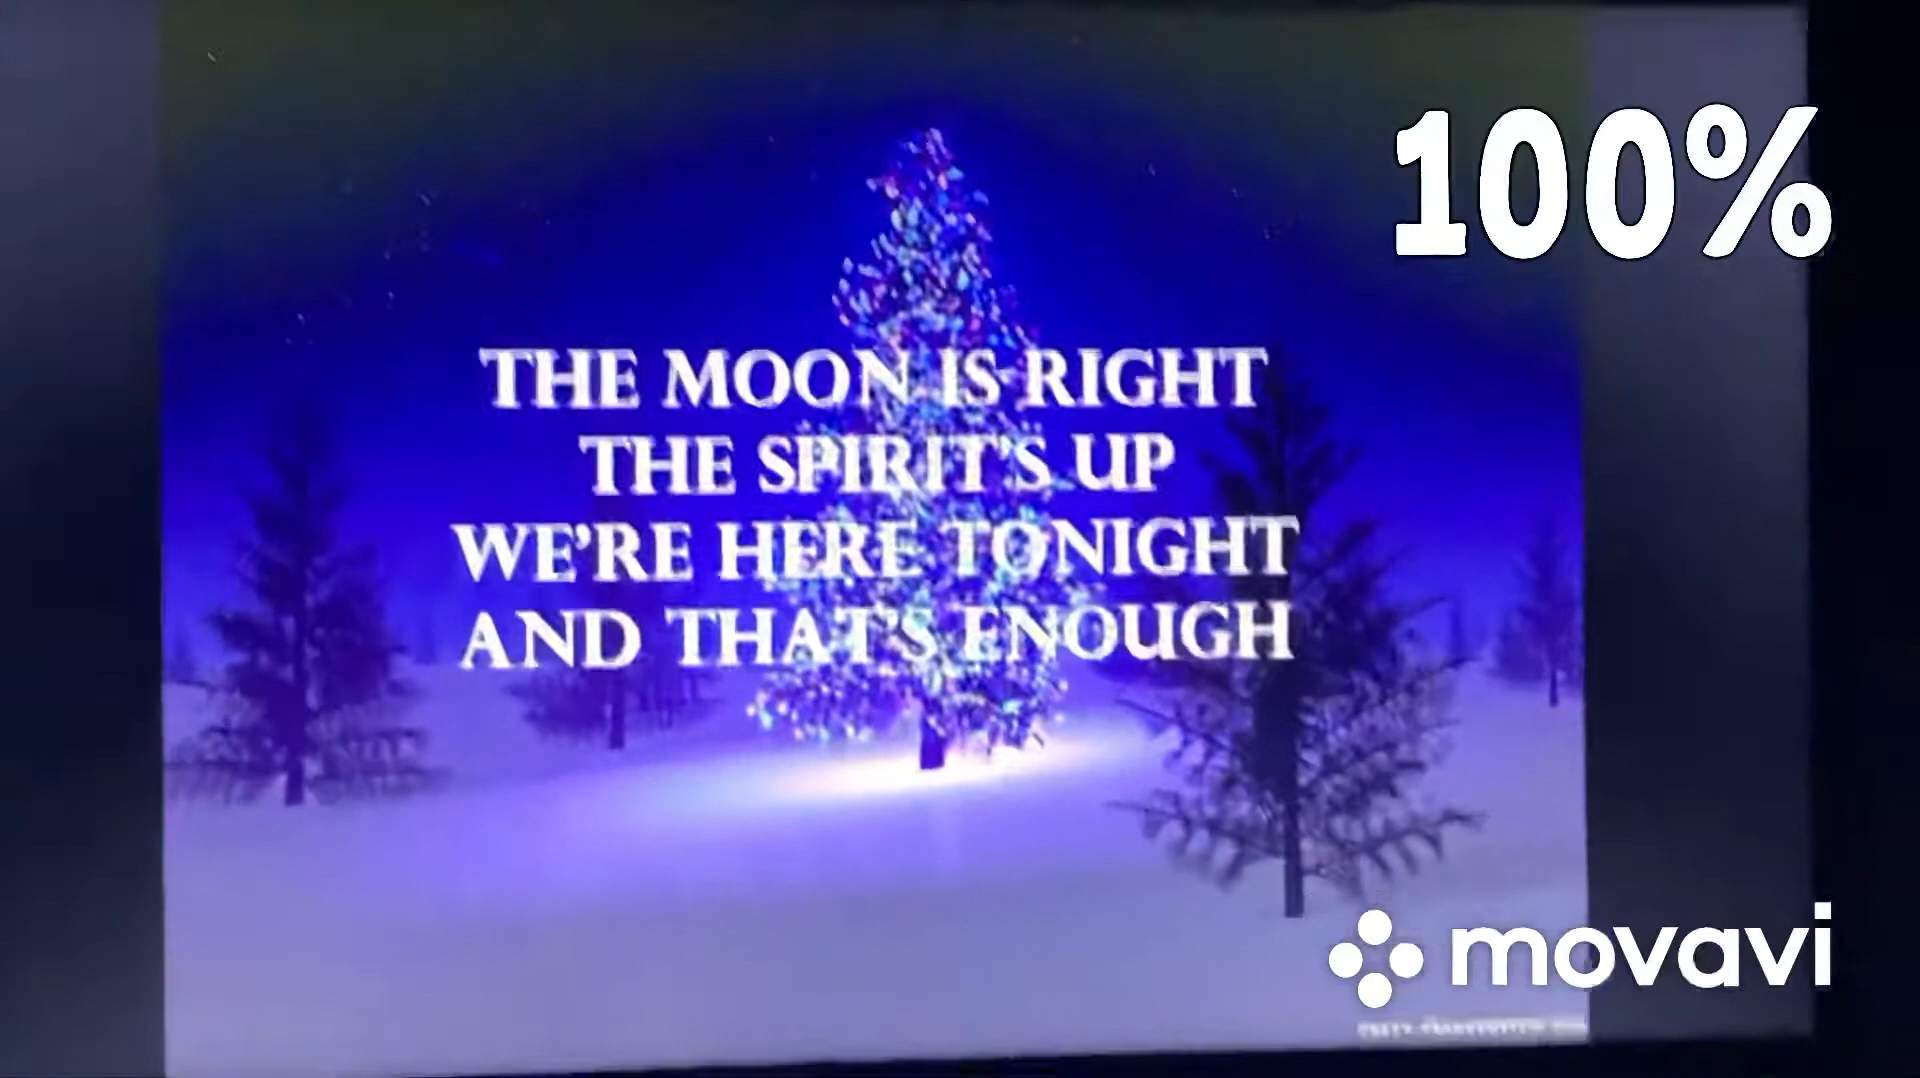 100%
THE MOON IS RIGHT
THE SPIRIT'S UP
WE'RE HERE TONIGHT
AND THAT'S ENOUGH
movavi